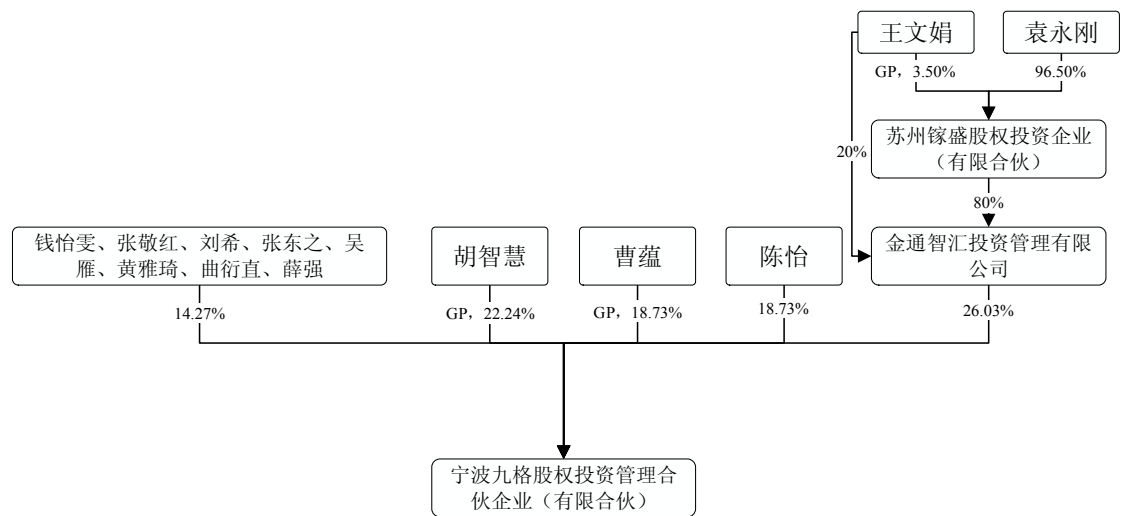 王文娟
袁永刚
GP，3.50%
96.50%
苏州镓盛股权投资企业
（有限合伙）
20%
80%
钱怡雯、张敬红、刘希、张东之、吴
雁、黄雅琦、曲衍直、薛强
胡智慧
曹蕴
陈怡
金通智汇投资管理有限
公司
14.27%
GP，22.24%
GP，18.73%
18.73%
26.03%
宁波九格股权投资管理合
伙企业（有限合伙）